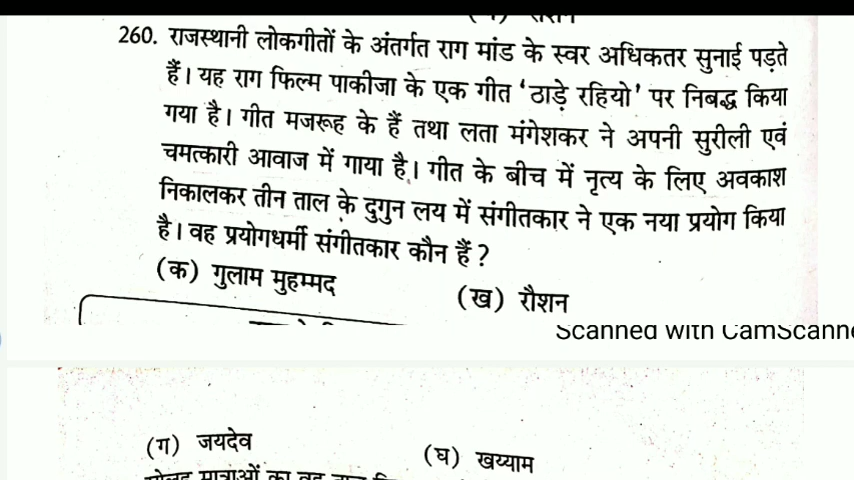 260. राजस्थानी लोकगीतों के अंतर्गत राग मांड के स्वर अधिकतर सुनाई पड़ते
हैं। यह राग फिल्म पाकीजा के एक गीत ‘ठाड़े रहियो’ पर निबद्ध किया
गया है। गीत मजरूह के हैं तथा लता मंगेशकर ने अपनी सुरीली एवं
चमत्कारी आवाज में गाया है। गीत के बीच में नृत्य के लिए अवकाश
निकालकर तीन ताल के दुगुन लय में संगीतकार ने एक नया प्रयोग किया
है। वह प्रयोगधर्मी संगीतकार कौन हैं ?
(क) गुलाम मुहम्मद (ख) रौशन
Scanned with CamScann
(ग) जयदेव (घ) खय्याम
मात्राओं का वह